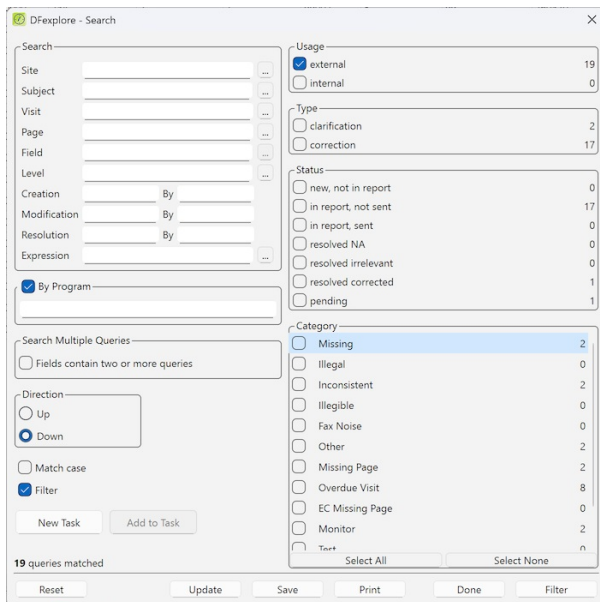 DFexplore - Search
Search
Site ...
Subject ...
Visit ...
Page ...
Field ...
Level ...
Creation By
Modification By
Resolution By
Expression ...
By Program
Search Multiple Queries
Fields contain two or more queries
Direction
Up
Down
Match case
Filter
New Task Add to Task
19 queries matched
Usage
external 19
internal 0
Type
clarification 2
correction 17
Status
new, not in report 0
in report, not sent 17
in report, sent 0
resolved NA 0
resolved irrelevant 0
resolved corrected 1
pending 1
Category
Missing 2
Illegal 0
Inconsistent 2
Illegible 0
Fax Noise 0
Other 2
Missing Page 2
Overdue Visit 8
EC Missing Page 0
Monitor 2
Select All Select None
Reset Update Save Print Done Filter